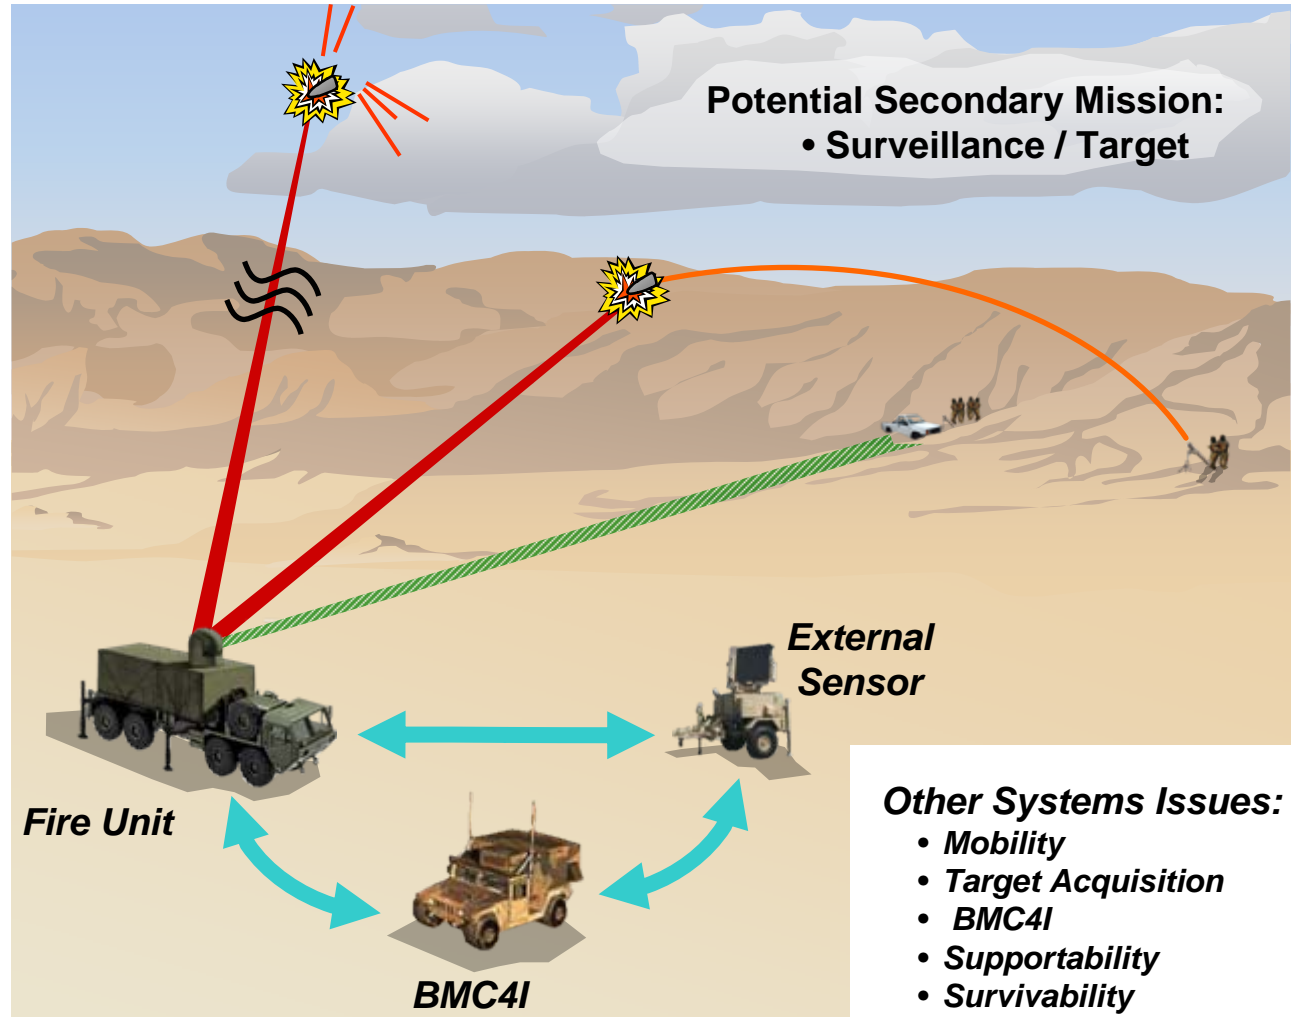 Potential Secondary Mission:
• Surveillance / Target
External
Sensor
Fire Unit
BMC4I
Other Systems Issues:
• Mobility
• Target Acquisition
• BMC4I
• Supportability
• Survivability